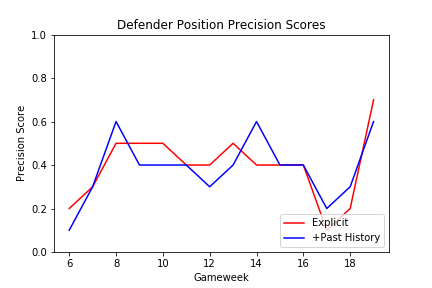 Defender Position Precision Scores
1.0
0.8
0.6
0.4
0.2
0.0
Precision Score
6 8 10 12 14 16 18
Gameweek
Explicit
+Past History